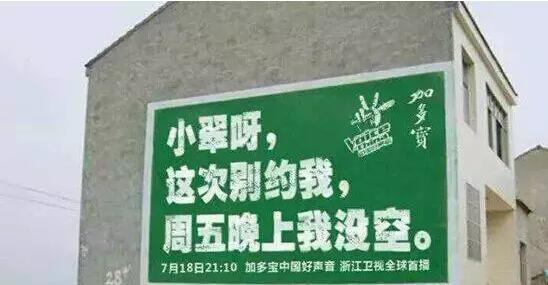 小翠呀，
这次别约我，
周五晚上我没空。
7月18日21:10 加多宝中国好声音 浙江卫视全球首播
Voice
加多宝